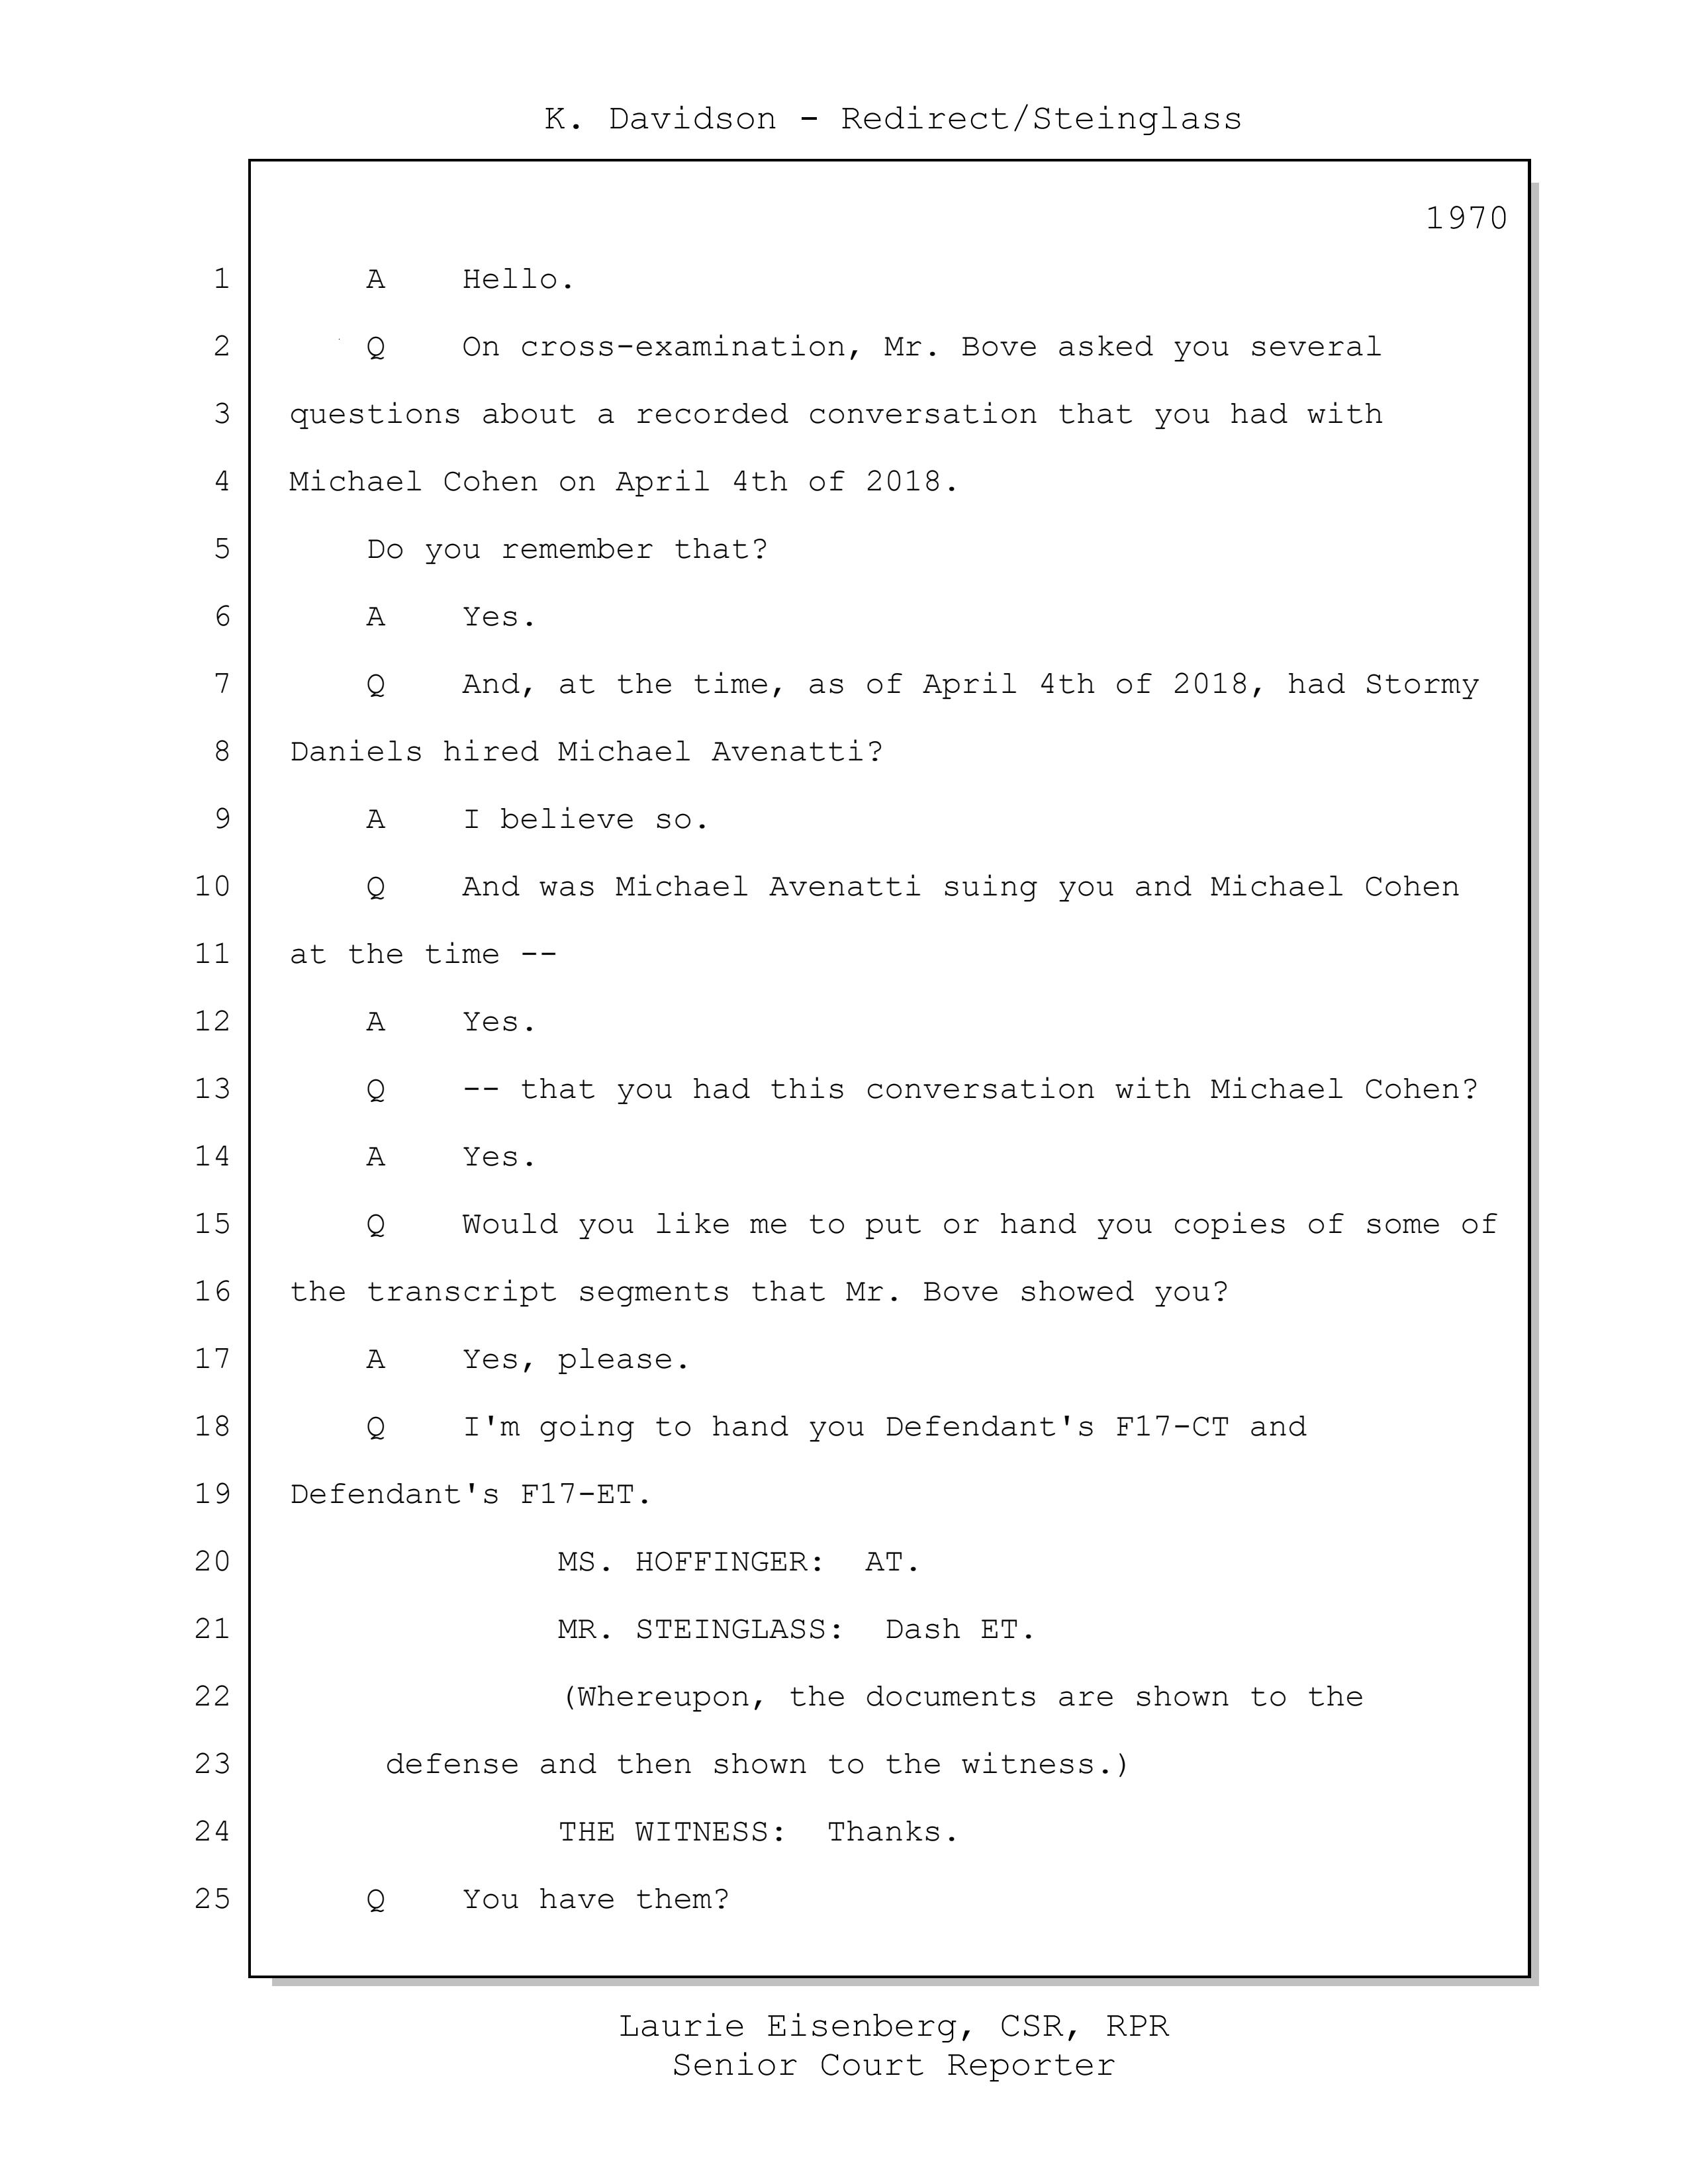 K. Davidson - Redirect/Steinglass
1970
1 A Hello.
2 Q On cross-examination, Mr. Bove asked you several
3 questions about a recorded conversation that you had with
4 Michael Cohen on April 4th of 2018.
5 Do you remember that?
6 A Yes.
7 Q And, at the time, as of April 4th of 2018, had Stormy
8 Daniels hired Michael Avenatti?
9 A I believe so.
10 Q And was Michael Avenatti suing you and Michael Cohen
11 at the time --
12 A Yes.
13 Q -- that you had this conversation with Michael Cohen?
14 A Yes.
15 Q Would you like me to put or hand you copies of some of
16 the transcript segments that Mr. Bove showed you?
17 A Yes, please.
18 Q I'm going to hand you Defendant's F17-CT and
19 Defendant's F17-ET.
20 MS. HOFFINGER: AT.
21 MR. STEINGLASS: Dash ET.
22 (Whereupon, the documents are shown to the
23 defense and then shown to the witness.)
24 THE WITNESS: Thanks.
25 Q You have them?
Laurie Eisenberg, CSR, RPR
Senior Court Reporter